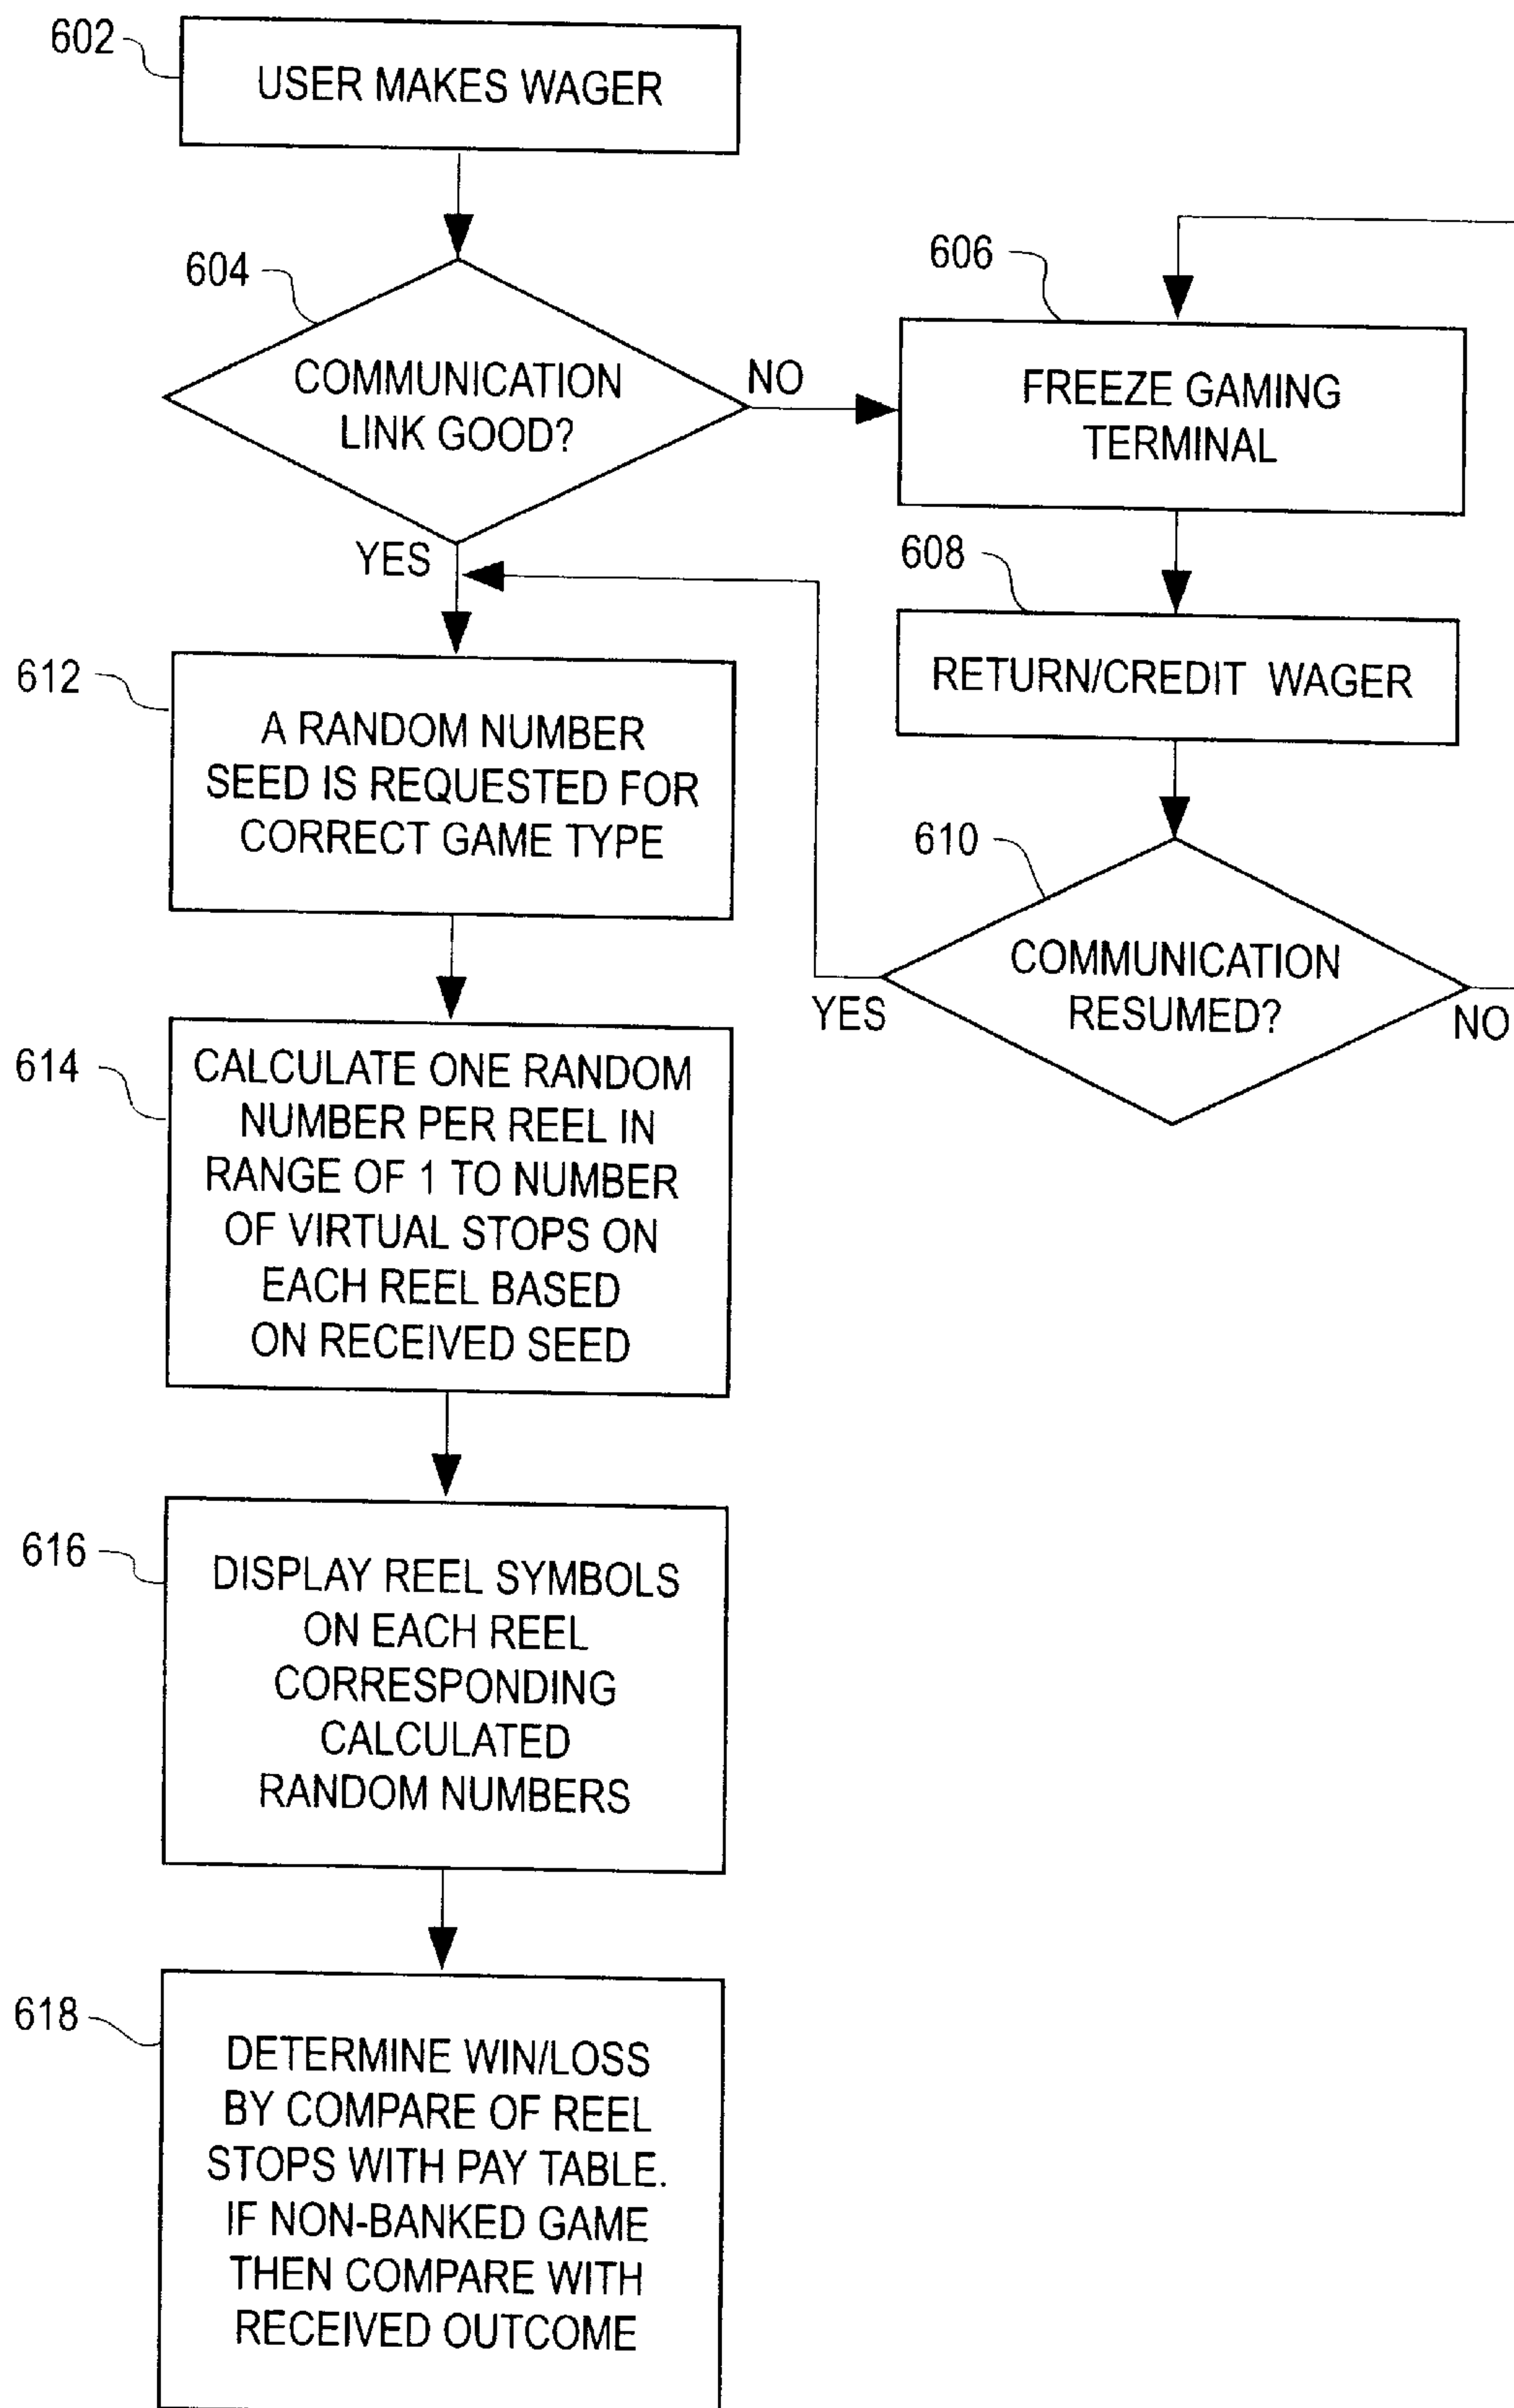 602
USER MAKES WAGER
604
COMMUNICATION
LINK GOOD?
NO
YES
606
FREEZE GAMING
TERMINAL
608
RETURN/CREDIT WAGER
610
COMMUNICATION
RESUMED?
YES
NO
612
A RANDOM NUMBER
SEED IS REQUESTED FOR
CORRECT GAME TYPE
614
CALCULATE ONE RANDOM
NUMBER PER REEL IN
RANGE OF 1 TO NUMBER
OF VIRTUAL STOPS ON
EACH REEL BASED
ON RECEIVED SEED
616
DISPLAY REEL SYMBOLS
ON EACH REEL
CORRESPONDING
CALCULATED
RANDOM NUMBERS
618
DETERMINE WIN/LOSS
BY COMPARE OF REEL
STOPS WITH PAY TABLE.
IF NON-BANKED GAME
THEN COMPARE WITH
RECEIVED OUTCOME